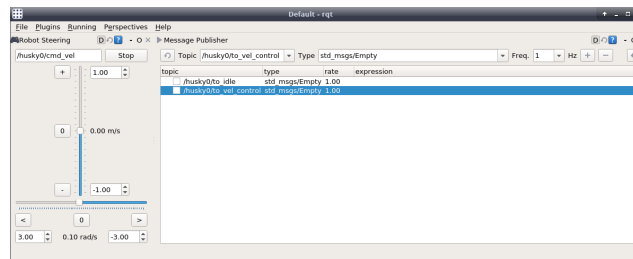 Default - rqt
File Plugins Running Perspectives Help
Robot Steering D ? - O ×
Message Publisher D ? - O
/husky0/cmd_vel Stop
Topic /husky0/to_vel_control Type std_msgs/Empty Freq. 1 Hz + −
+ 1.00
topic type rate expression
/husky0/to_idle std_msgs/Empty 1.00
/husky0/to_vel_control std_msgs/Empty 1.00
0 0.00 m/s
- -1.00
< 0 >
3.00 0.10 rad/s -3.00